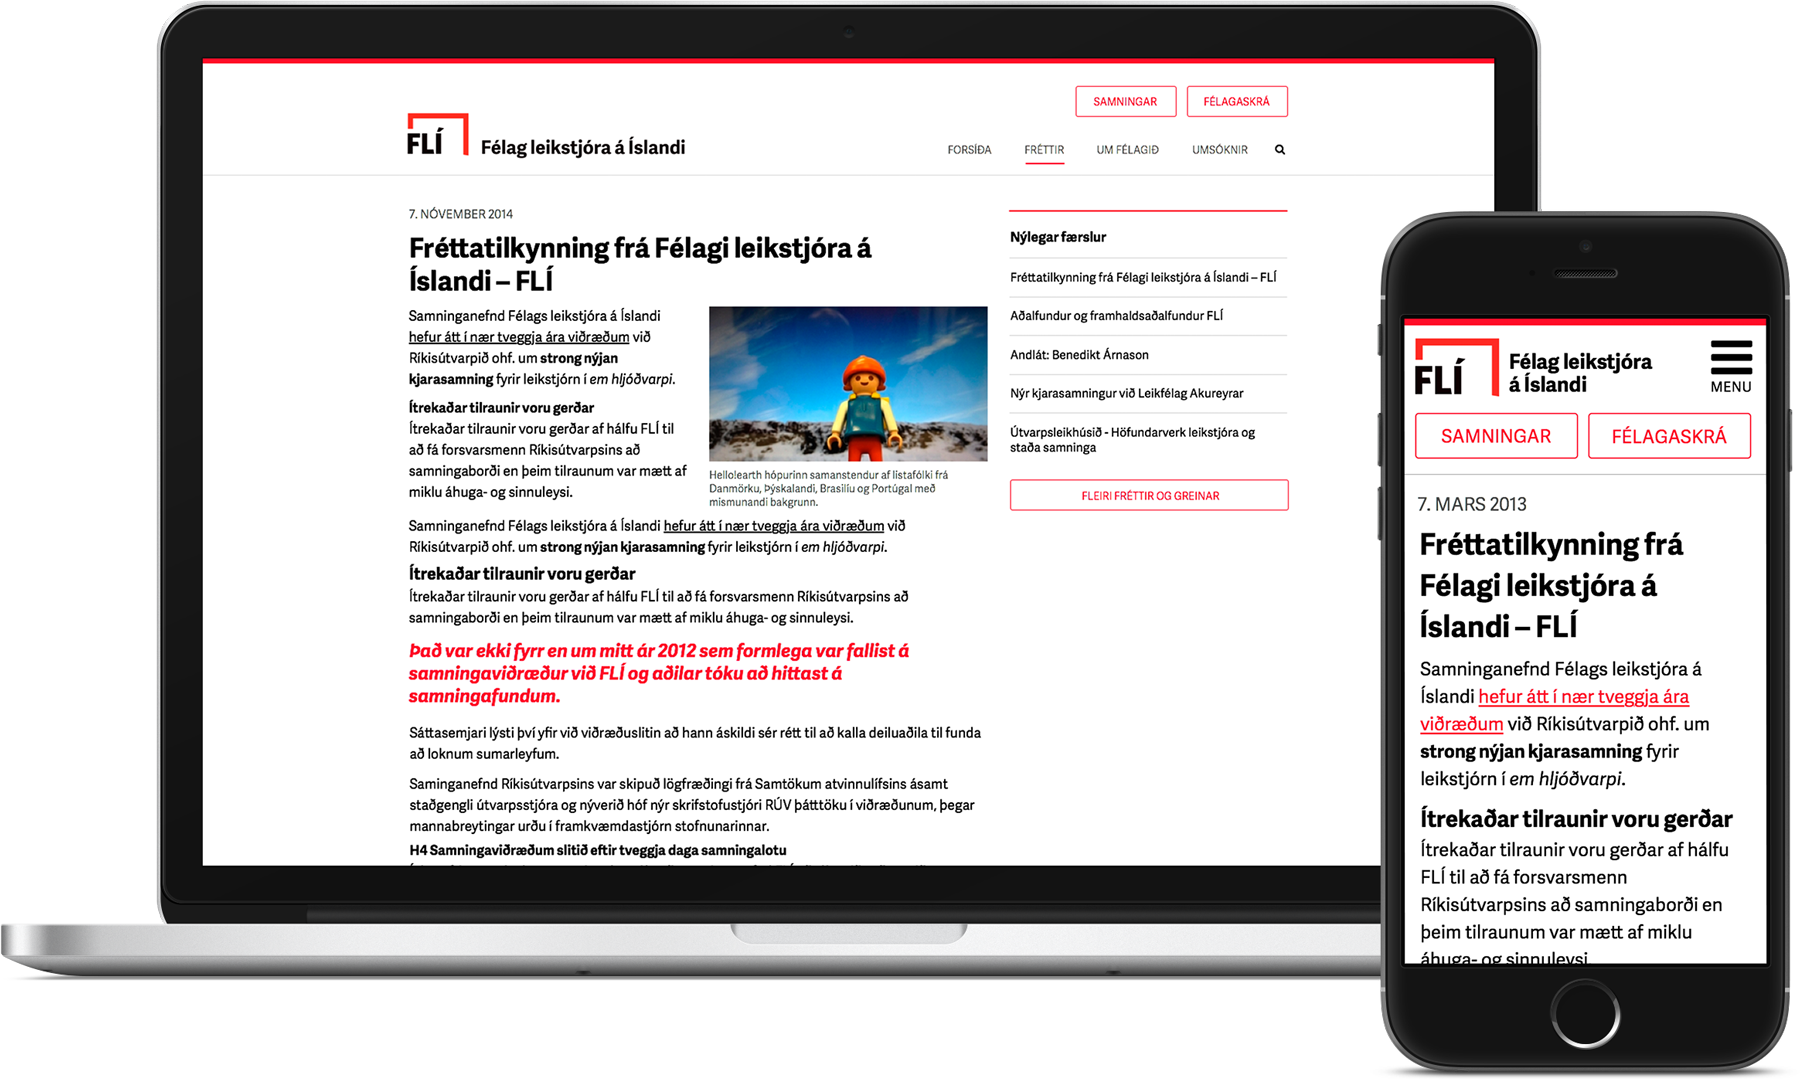 SAMNINGAR
FÉLAGASKRÁ
FLÍ
Félag leikstjóra á Íslandi
FORSÍÐA
FRÉTTIR
UM FÉLAGIÐ
UMSÓKNIR
7. NÓVEMBER 2014
Fréttatilkynning frá Félagi leikstjóra á
Íslandi – FLÍ
Samninganefnd Félags leikstjóra á Íslandi
hefur átt í nær tveggja ára viðræðum við
Ríkisútvarpið ohf. um strong nýjan
kjarasamning fyrir leikstjórn í em hljóðvarpi.
Ítrekaðar tilraunir voru gerðar
Ítrekaðar tilraunir voru gerðar af hálfu FLÍ til
að fá forsvarsmenn Ríkisútvarpsins að
samningaborði en þeim tilraunum var mætt af
miklu áhuga- og sinnuleysi.
Hello!earth hópurinn samanstendur af listafólki frá
Danmörku, Þýskalandi, Brasilíu og Portúgal með
mismunandi bakgrunn.
Samninganefnd Félags leikstjóra á Íslandi hefur átt í nær tveggja ára viðræðum við
Ríkisútvarpið ohf. um strong nýjan kjarasamning fyrir leikstjórn í em hljóðvarpi.
Ítrekaðar tilraunir voru gerðar
Ítrekaðar tilraunir voru gerðar af hálfu FLÍ til að fá forsvarsmenn Ríkisútvarpsins að
samningaborði en þeim tilraunum var mætt af miklu áhuga- og sinnuleysi.
Það var ekki fyrr en um mitt ár 2012 sem formlega var fallist á
samningaviðræður við FLÍ og aðilar tóku að hittast á
samningafundum.
Sáttasemjari lýsti því yfir við viðræðuslitin að hann áskildi sér rétt til að kalla deiluaðila til funda
að loknum sumarleyfum.
Saminganefnd Ríkisútvarpsins var skipuð lögfræðingi frá Samtökum atvinnulífsins ásamt
staðgengli útvarpsstjóra og nýverið hóf nýr skrifstofustjóri RÚV þátttöku í viðræðunum, þegar
mannabreytingar urðu í framkvæmdastjórn stofnunarinnar.
H4 Samningaviðræðum slitið eftir tveggja daga samningalotu
Nýlegar færslur
Fréttatilkynning frá Félagi leikstjóra á Íslandi – FLÍ
Aðalfundur og framhaldsaðalfundur FLÍ
Andlát: Benedikt Árnason
Nýr kjarasamningur við Leikfélag Akureyrar
Útvarpsleikhúsið - Höfundarverk leikstjóra og
staða samninga
FLEIRI FRÉTTIR OG GREINAR
FLÍ
Félag leikstjóra
á Íslandi
MENU
SAMNINGAR
FÉLAGASKRÁ
7. MARS 2013
Fréttatilkynning frá
Félagi leikstjóra á
Íslandi – FLÍ
Samninganefnd Félags leikstjóra á
Íslandi hefur átt í nær tveggja ára
viðræðum við Ríkisútvarpið ohf. um
strong nýjan kjarasamning fyrir
leikstjórn í em hljóðvarpi.
Ítrekaðar tilraunir voru gerðar
Ítrekaðar tilraunir voru gerðar af hálfu
FLÍ til að fá forsvarsmenn
Ríkisútvarpsins að samningaborði en
þeim tilraunum var mætt af miklu
áhuga- og sinnuleysi